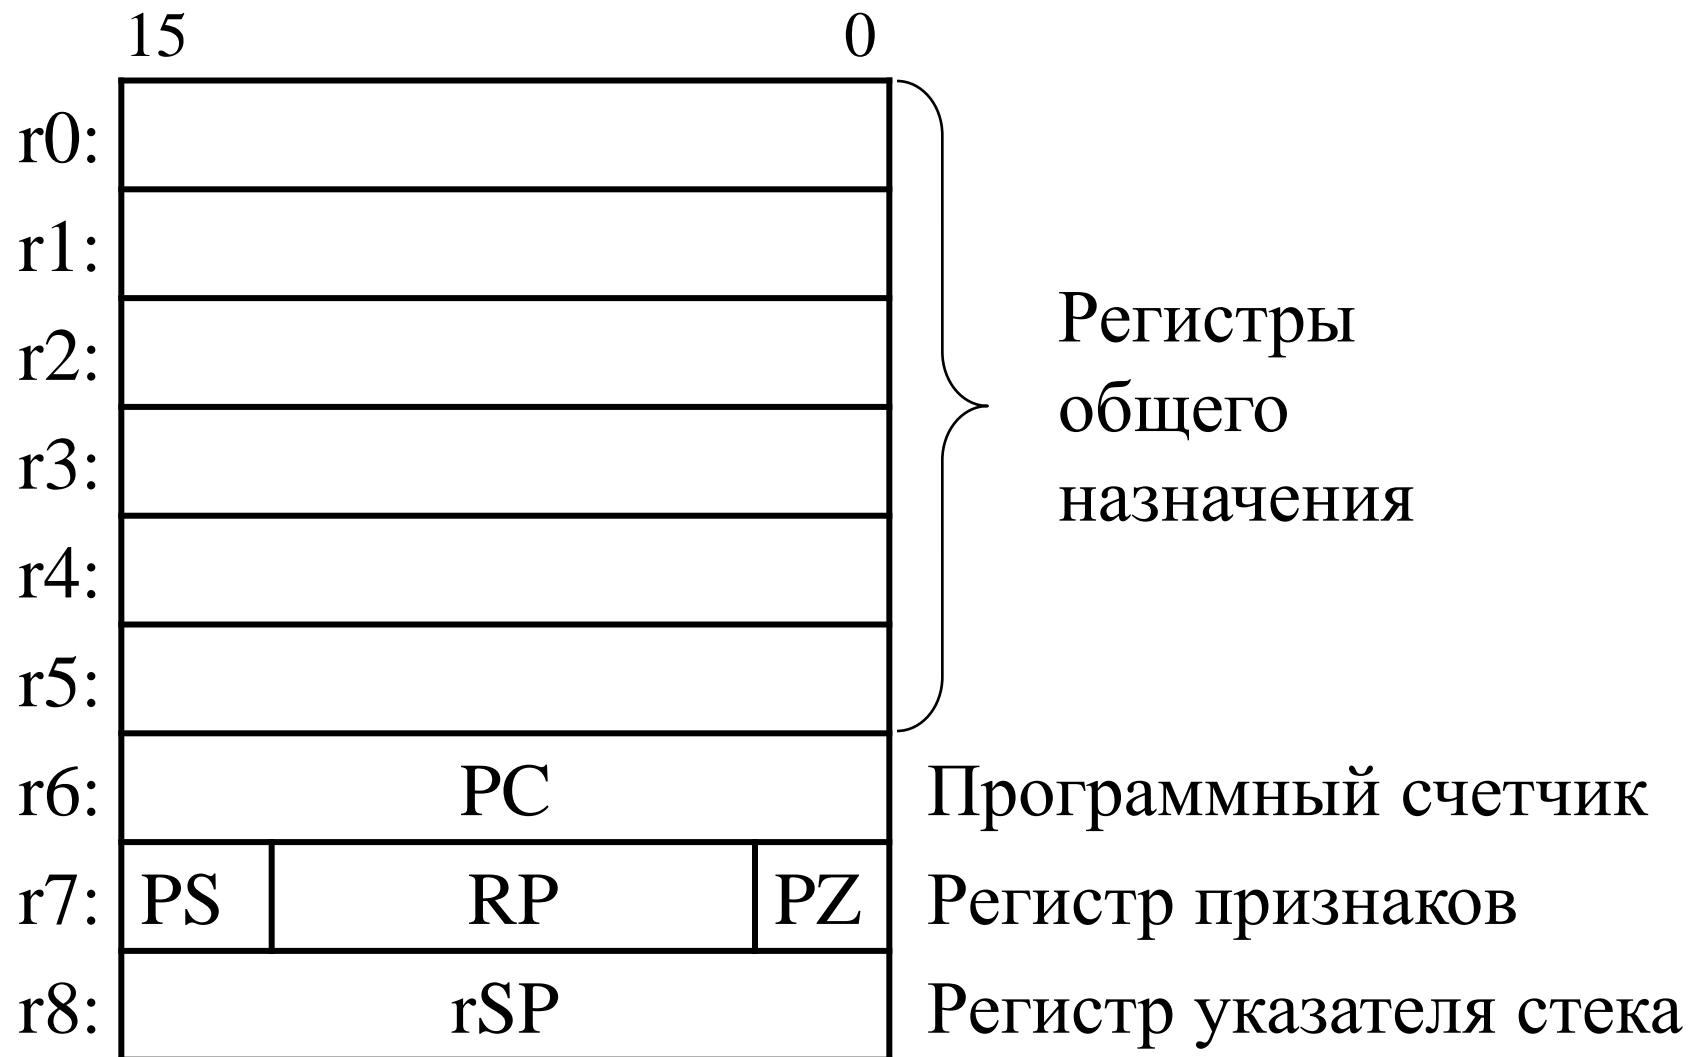 15 0
r0:
r1:
r2:
Регистры
общего
r3:
назначения
r4:
r5:
r6: PC Программный счетчик
r7: PS RP PZ Регистр признаков
r8: rSP Регистр указателя стека